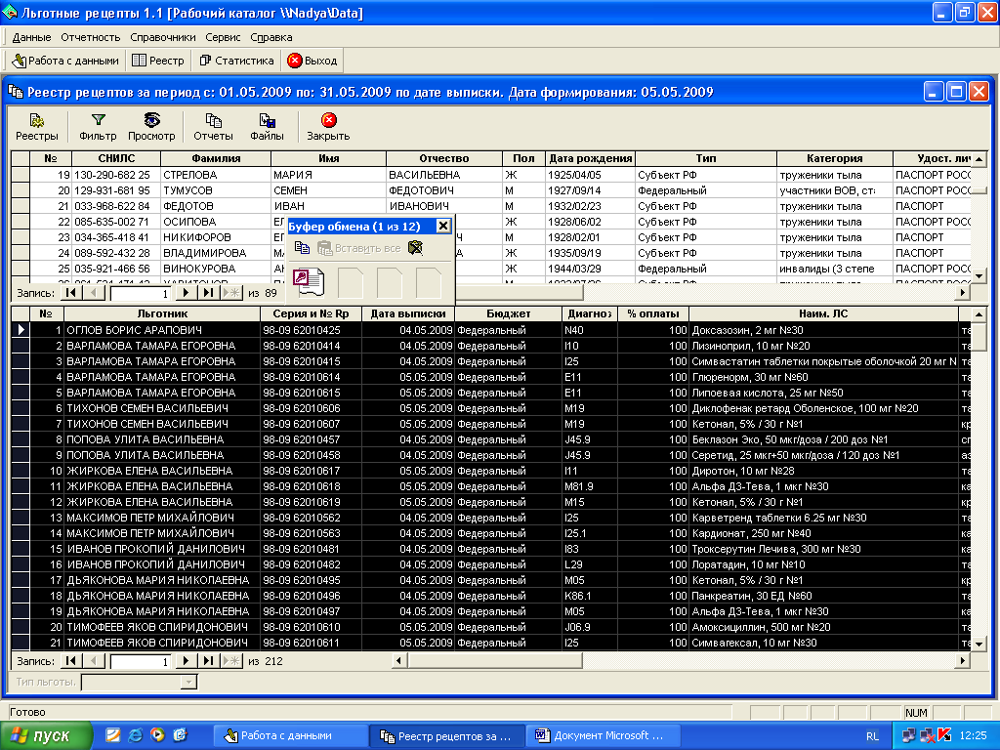 Льготные рецепты 1.1 [Рабочий каталог \\Nadya\Data]
Данные Отчетность Справочники Сервис Справка
Работа с данными Реестр Статистика Выход
Реестр рецептов за период с: 01.05.2009 по: 31.05.2009 по дате выписки. Дата формирования: 05.05.2009
Реестры Фильтр Просмотр Отчеты Файлы Закрыть
№ СНИЛС Фамилия Имя Отчество Пол Дата рождения Тип Категория Удост. лич
19 130-290-682 25 СТРЕЛОВА МАРИЯ ВАСИЛЬЕВНА Ж 1925/04/05 Субъект РФ труженики тыла ПАСПОРТ РОСС
20 129-931-681 95 ТУМУСОВ СЕМЕН ФЕДОТОВИЧ М 1927/09/14 Федеральный участники ВОВ, ст ПАСПОРТ РОСС
21 033-968-622 84 ФЕДОТОВ ИВАН ИВАНОВИЧ М 1932/02/23 Субъект РФ труженики тыла ПАСПОРТ
22 085-635-002 71 ОСИПОВА Ж 1928/06/02 Субъект РФ труженики тыла ПАСПОРТ РОСС
23 034-365-418 41 НИКИФОРОВ М 1928/02/01 Субъект РФ труженики тыла ПАСПОРТ
24 089-592-432 28 ВЛАДИМИРОВА Ж 1935/09/19 Субъект РФ труженики тыла ПАСПОРТ
25 035-921-466 56 ВИНОКУРОВА Ж 1944/03/29 Федеральный инвалиды (3 степе ПАСПОРТ РОСС
Буфер обмена (1 из 12)
Вставить все
Запись: 1 из 89
№ Льготник Серия и № Rp Дата выписки Бюджет Диагноз % оплаты Наим. ЛС
1 ОГЛОВ БОРИС АРАПОВИЧ 98-09 62010425 04.05.2009 Федеральный N40 100 Доксазозин, 2 мг №30 та
2 ВАРЛАМОВА ТАМАРА ЕГОРОВНА 98-09 62010414 04.05.2009 Федеральный I10 100 Лизиноприл, 10 мг №20 та
3 ВАРЛАМОВА ТАМАРА ЕГОРОВНА 98-09 62010415 04.05.2009 Федеральный I25 100 Симвастатин таблетки покрытые оболочкой 20 мг N та
4 ВАРЛАМОВА ТАМАРА ЕГОРОВНА 98-09 62010614 05.05.2009 Федеральный E11 100 Глюренорм, 30 мг №60 та
5 ВАРЛАМОВА ТАМАРА ЕГОРОВНА 98-09 62010615 05.05.2009 Федеральный E11 100 Липоевая кислота, 25 мг №50 та
6 ТИХОНОВ СЕМЕН ВАСИЛЬЕВИЧ 98-09 62010606 05.05.2009 Федеральный M19 100 Диклофенак ретард Оболенское, 100 мг №20 та
7 ТИХОНОВ СЕМЕН ВАСИЛЬЕВИЧ 98-09 62010607 05.05.2009 Федеральный M19 100 Кетонал, 5% / 30 г №1 кр
8 ПОПОВА УЛИТА ВАСИЛЬЕВНА 98-09 62010457 04.05.2009 Федеральный J45.9 100 Беклазон Эко, 50 мкг/доза / 200 доз №1
9 ПОПОВА УЛИТА ВАСИЛЬЕВНА 98-09 62010458 04.05.2009 Федеральный J45.9 100 Серетид, 25 мкг+50 мкг/доза / 120 доз №1 аэ
10 ЖИРКОВА ЕЛЕНА ВАСИЛЬЕВНА 98-09 62010617 05.05.2009 Федеральный I11 100 Диротон, 10 мг №28 та
11 ЖИРКОВА ЕЛЕНА ВАСИЛЬЕВНА 98-09 62010618 05.05.2009 Федеральный M81.9 100 Альфа Д3-Тева, 1 мкг №30 ка
12 ЖИРКОВА ЕЛЕНА ВАСИЛЬЕВНА 98-09 62010619 05.05.2009 Федеральный M15 100 Кетонал, 5% / 30 г №1 кр
13 МАКСИМОВ ПЕТР МИХАЙЛОВИЧ 98-09 62010562 05.05.2009 Федеральный I25 100 Карветренд таблетки 6.25 мг №30 та
14 МАКСИМОВ ПЕТР МИХАЙЛОВИЧ 98-09 62010563 05.05.2009 Федеральный I25.1 100 Кардионат, 250 мг №40 ка
15 ИВАНОВ ПРОКОПИЙ ДАНИЛОВИЧ 98-09 62010481 04.05.2009 Федеральный I83 100 Троксерутин Лечива, 300 мг №30 ка
16 ИВАНОВ ПРОКОПИЙ ДАНИЛОВИЧ 98-09 62010482 04.05.2009 Федеральный L29 100 Лоратадин, 10 мг №10 та
17 ДЬЯКОНОВА МАРИЯ НИКОЛАЕВНА 98-09 62010495 04.05.2009 Федеральный M05 100 Кетонал, 5% / 30 г №1 кр
18 ДЬЯКОНОВА МАРИЯ НИКОЛАЕВНА 98-09 62010496 04.05.2009 Федеральный K86.1 100 Панкреатин, 30 ЕД №60 та
19 ДЬЯКОНОВА МАРИЯ НИКОЛАЕВНА 98-09 62010497 04.05.2009 Федеральный M05 100 Альфа Д3-Тева, 1 мкг №30 ка
20 ТИМОФЕЕВ ЯКОВ СПИРИДОНОВИЧ 98-09 62010610 05.05.2009 Федеральный J06.9 100 Амоксициллин, 500 мг №20 та
21 ТИМОФЕЕВ ЯКОВ СПИРИДОНОВИЧ 98-09 62010611 05.05.2009 Федеральный I25 100 Симвагексал, 10 мг №30 та
Запись: 1 из 212
Тип льготы.
Готово NUM
пуск Работа с данными Реестр рецептов за ... Документ Microsoft ... RL 12:25